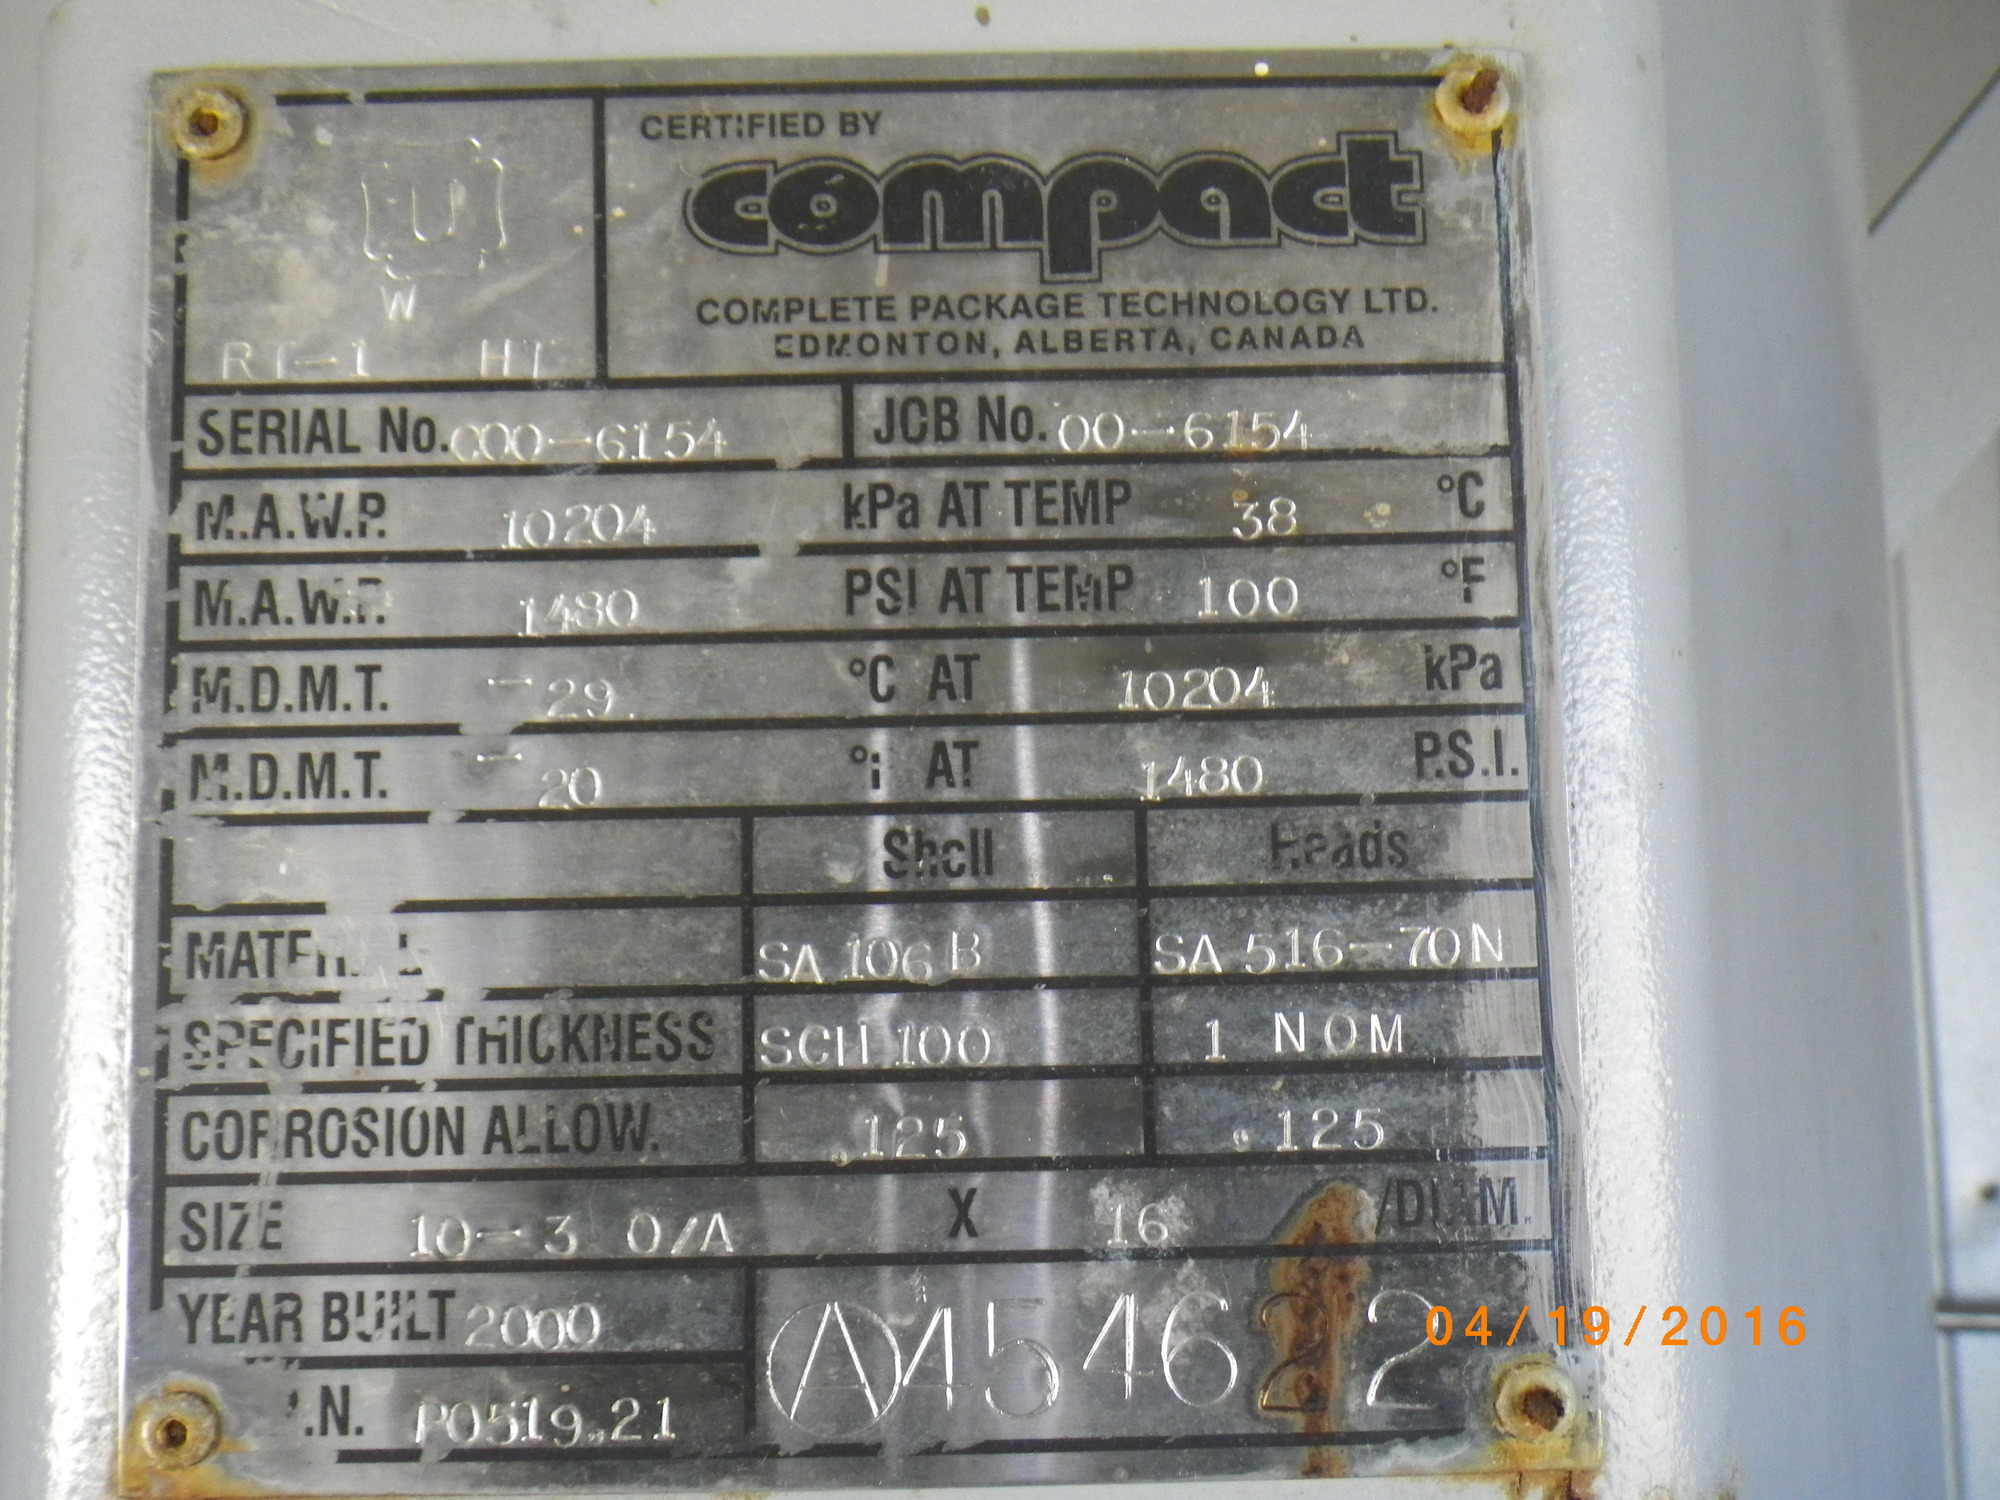 CERTIFIED BY
compact
COMPLETE PACKAGE TECHNOLOGY LTD.
EDMONTON, ALBERTA, CANADA
U
W
RT-1 HT
SERIAL No. C00-6154 JOB No. 00-6154
M.A.W.P. 10204 kPa AT TEMP 38 °C
M.A.W.P. 1480 PSI AT TEMP 100 °F
M.D.M.T. -29 °C AT 10204 kPa
M.D.M.T. -20 °F AT 1480 P.S.I.
Shell Heads
MATERIAL SA 106 B SA 516-70N
SPECIFIED THICKNESS SCH 100 1 NOM
CORROSION ALLOW. .125 .125
SIZE 10-3 O/A X 16 /DIAM.
YEAR BUILT 2000
A454622
.N. P0519.21
04/19/2016